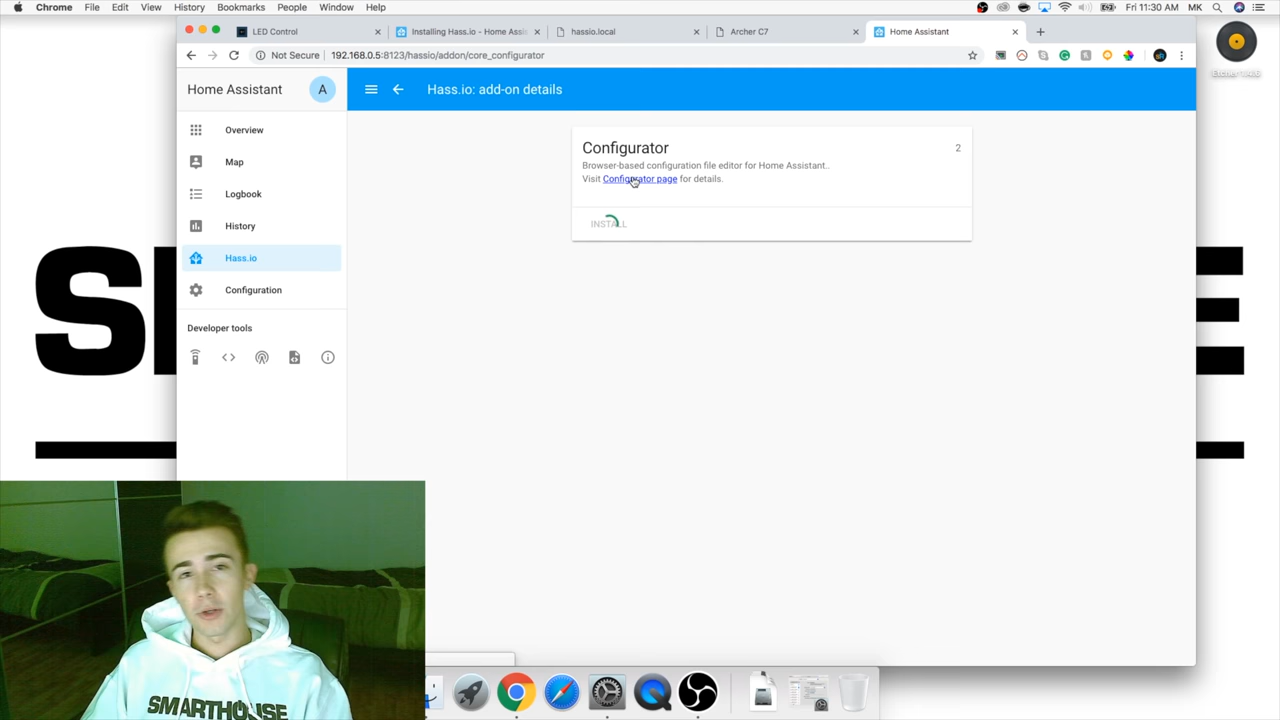 Chrome File Edit View History Bookmarks People Window Help
Fri 11:30 AM MK
LED Control
Installing Hass.io - Home Assis
hassio.local
Archer C7
Home Assistant
Not Secure 192.168.0.5:8123/hassio/addon/core_configurator
Home Assistant
A
Hass.io: add-on details
Overview
Map
Logbook
History
Hass.io
Configuration
Developer tools
Configurator
2
Browser-based configuration file editor for Home Assistant..
Visit Configurator page for details.
INSTALL
SMARTHOUSE